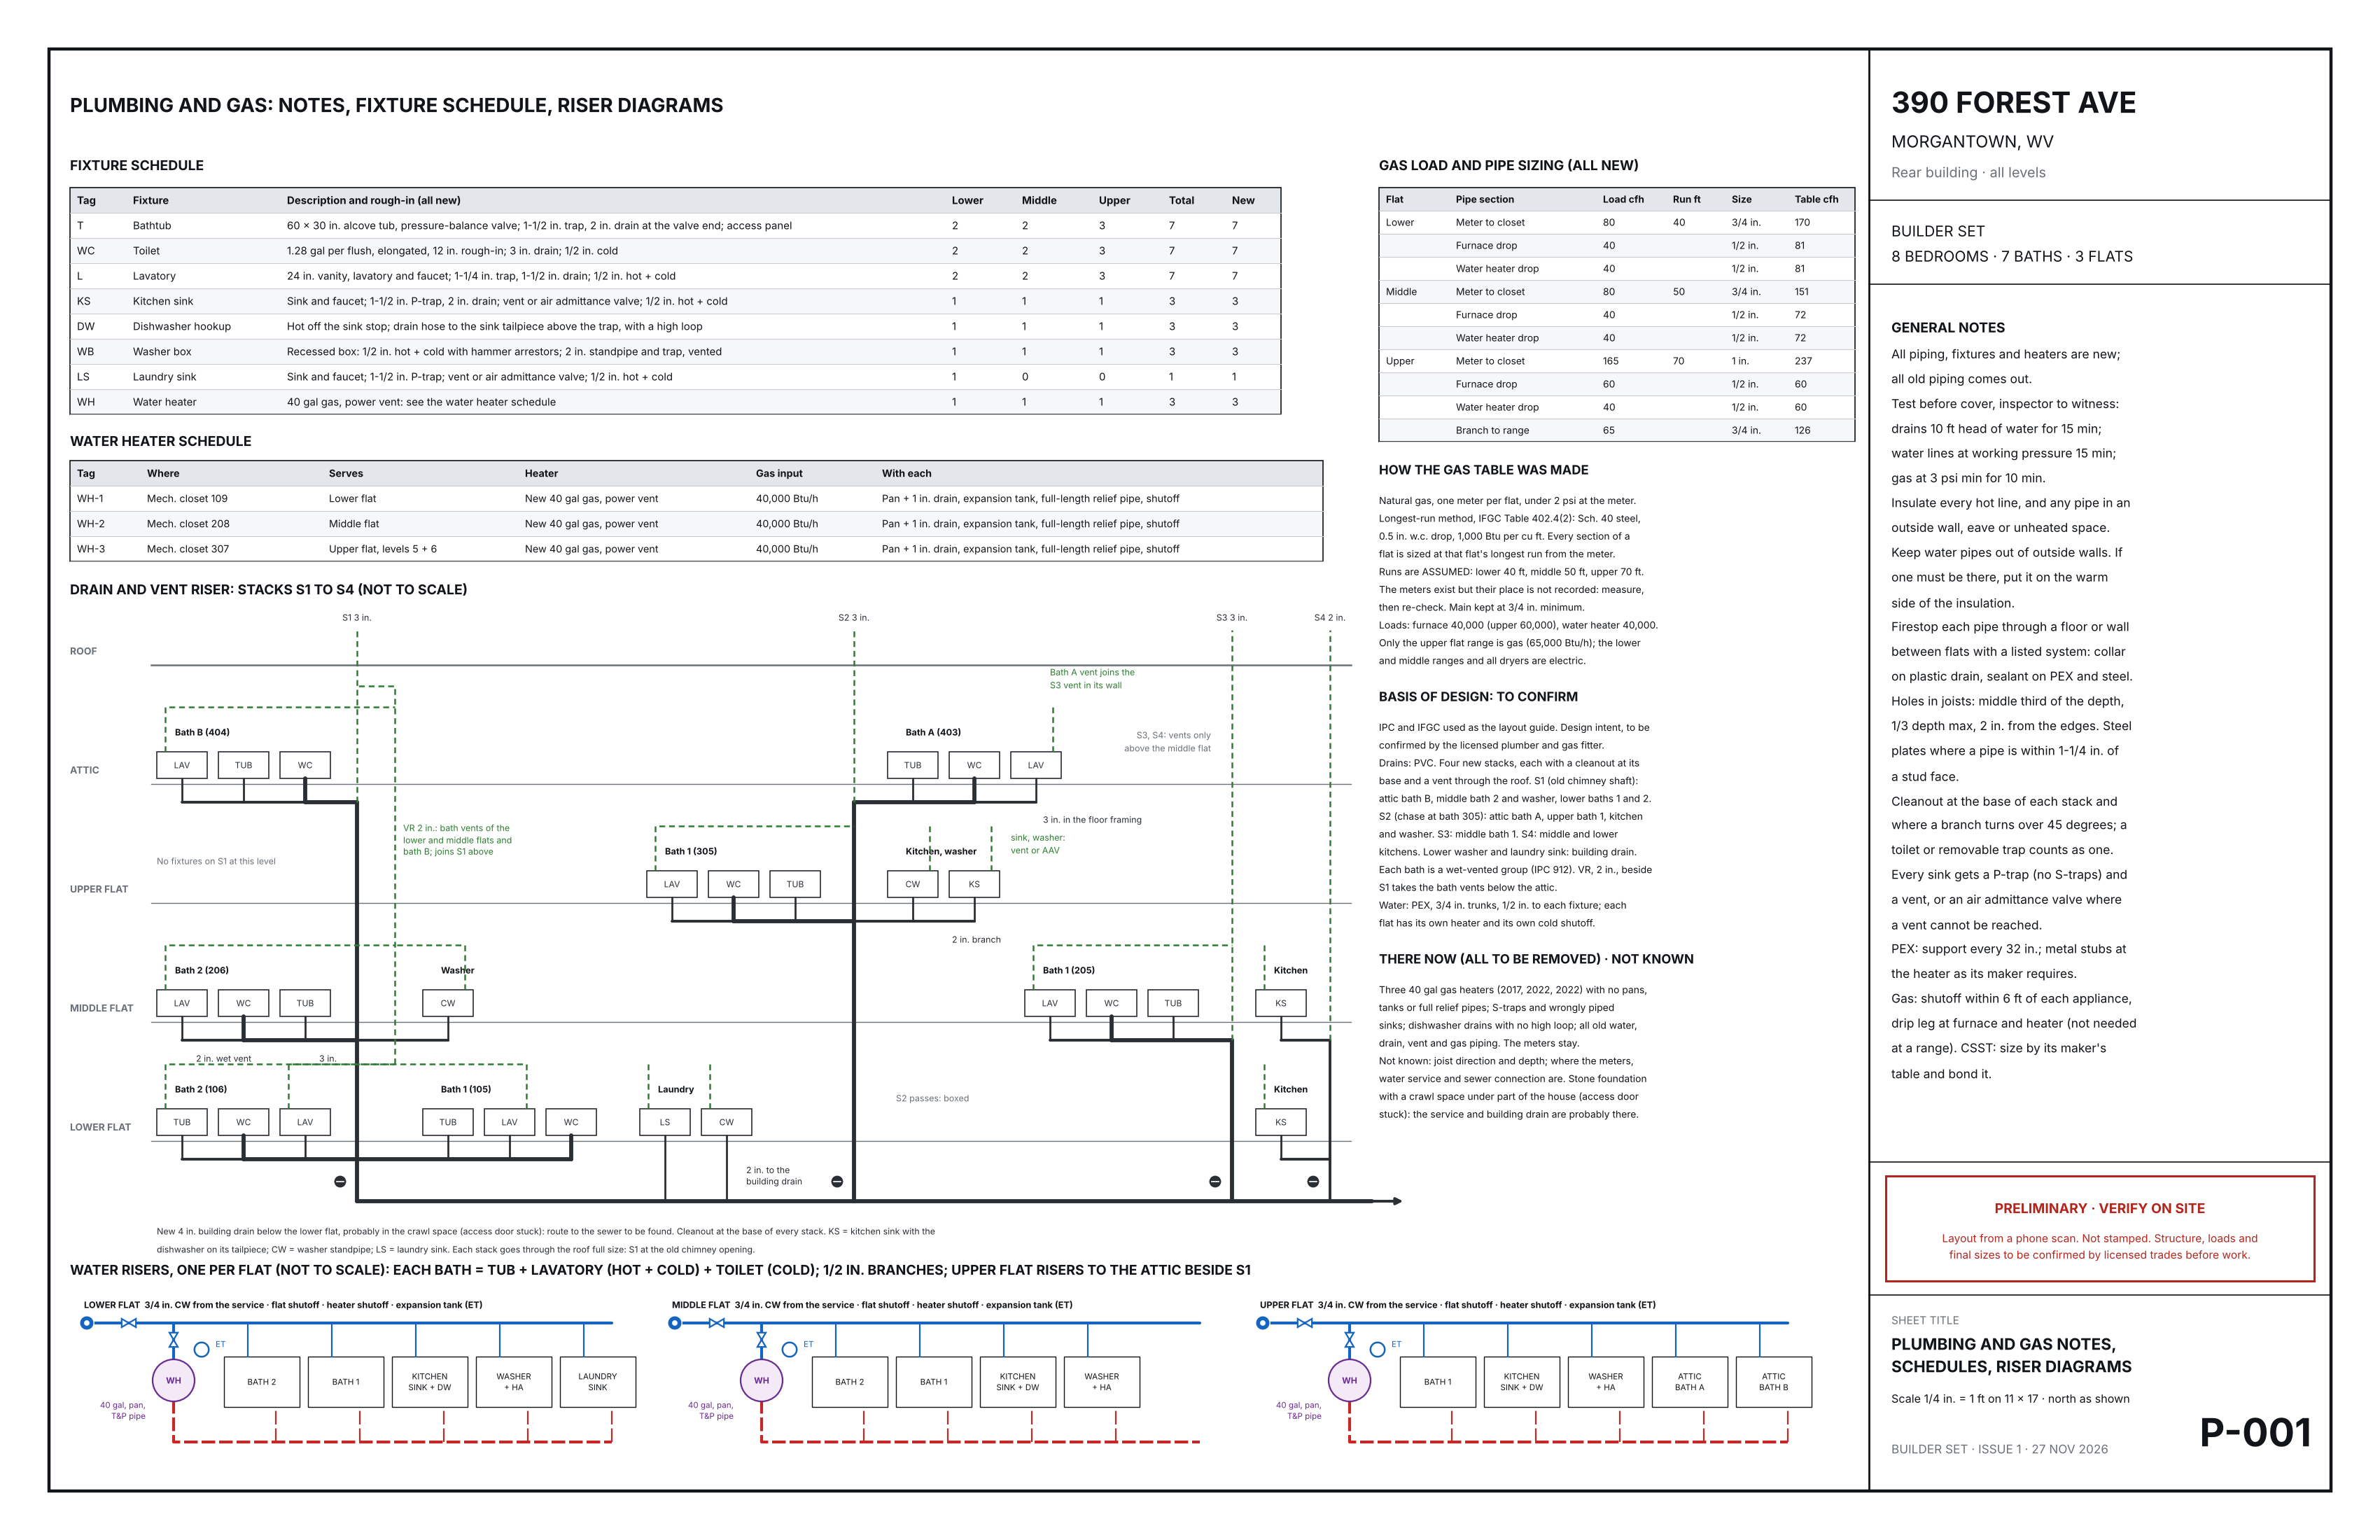 PLUMBING AND GAS: NOTES, FIXTURE SCHEDULE, RISER DIAGRAMS
FIXTURE SCHEDULE
Tag Fixture Description and rough-in (all new) Lower Middle Upper Total New
T Bathtub 60 × 30 in. alcove tub, pressure-balance valve; 1-1/2 in. trap, 2 in. drain at the valve end; access panel 2 2 3 7 7
WC Toilet 1.28 gal per flush, elongated, 12 in. rough-in; 3 in. drain; 1/2 in. cold 2 2 3 7 7
L Lavatory 24 in. vanity, lavatory and faucet; 1-1/4 in. trap, 1-1/2 in. drain; 1/2 in. hot + cold 2 2 3 7 7
KS Kitchen sink Sink and faucet; 1-1/2 in. P-trap, 2 in. drain; vent or air admittance valve; 1/2 in. hot + cold 1 1 1 3 3
DW Dishwasher hookup Hot off the sink stop; drain hose to the sink tailpiece above the trap, with a high loop 1 1 1 3 3
WB Washer box Recessed box: 1/2 in. hot + cold with hammer arrestors; 2 in. standpipe and trap, vented 1 1 1 3 3
LS Laundry sink Sink and faucet; 1-1/2 in. P-trap; vent or air admittance valve; 1/2 in. hot + cold 1 0 0 1 1
WH Water heater 40 gal gas, power vent: see the water heater schedule 1 1 1 3 3
WATER HEATER SCHEDULE
Tag Where Serves Heater Gas input With each
WH-1 Mech. closet 109 Lower flat New 40 gal gas, power vent 40,000 Btu/h Pan + 1 in. drain, expansion tank, full-length relief pipe, shutoff
WH-2 Mech. closet 208 Middle flat New 40 gal gas, power vent 40,000 Btu/h Pan + 1 in. drain, expansion tank, full-length relief pipe, shutoff
WH-3 Mech. closet 307 Upper flat, levels 5 + 6 New 40 gal gas, power vent 40,000 Btu/h Pan + 1 in. drain, expansion tank, full-length relief pipe, shutoff
DRAIN AND VENT RISER: STACKS S1 TO S4 (NOT TO SCALE)
S1 3 in. S2 3 in. S3 3 in. S4 2 in.
ROOF
Bath A vent joins the
S3 vent in its wall
Bath B (404) Bath A (403)
S3, S4: vents only
above the middle flat
ATTIC
LAV TUB WC TUB WC LAV
3 in. in the floor framing
VR 2 in.: bath vents of the
lower and middle flats and
bath B; joins S1 above
sink, washer:
vent or AAV
No fixtures on S1 at this level
Bath 1 (305) Kitchen, washer
UPPER FLAT
LAV WC TUB CW KS
2 in. branch
Bath 2 (206) Washer Bath 1 (205) Kitchen
MIDDLE FLAT
LAV WC TUB CW LAV WC TUB KS
2 in. wet vent 3 in.
Bath 2 (106) Bath 1 (105) Laundry Kitchen
S2 passes: boxed
LOWER FLAT
TUB WC LAV TUB LAV WC LS CW KS
2 in. to the
building drain
New 4 in. building drain below the lower flat, probably in the crawl space (access door stuck): route to the sewer to be found. Cleanout at the base of every stack. KS = kitchen sink with the
dishwasher on its tailpiece; CW = washer standpipe; LS = laundry sink. Each stack goes through the roof full size: S1 at the old chimney opening.
WATER RISERS, ONE PER FLAT (NOT TO SCALE): EACH BATH = TUB + LAVATORY (HOT + COLD) + TOILET (COLD); 1/2 IN. BRANCHES; UPPER FLAT RISERS TO THE ATTIC BESIDE S1
LOWER FLAT 3/4 in. CW from the service · flat shutoff · heater shutoff · expansion tank (ET)
ET
WH
BATH 2
BATH 1
KITCHEN
SINK + DW
WASHER
+ HA
LAUNDRY
SINK
40 gal, pan,
T&P pipe
MIDDLE FLAT 3/4 in. CW from the service · flat shutoff · heater shutoff · expansion tank (ET)
ET
WH
BATH 2
BATH 1
KITCHEN
SINK + DW
WASHER
+ HA
40 gal, pan,
T&P pipe
UPPER FLAT 3/4 in. CW from the service · flat shutoff · heater shutoff · expansion tank (ET)
ET
WH
BATH 1
KITCHEN
SINK + DW
WASHER
+ HA
ATTIC
BATH A
ATTIC
BATH B
40 gal, pan,
T&P pipe
GAS LOAD AND PIPE SIZING (ALL NEW)
Flat Pipe section Load cfh Run ft Size Table cfh
Lower Meter to closet 80 40 3/4 in. 170
Furnace drop 40 1/2 in. 81
Water heater drop 40 1/2 in. 81
Middle Meter to closet 80 50 3/4 in. 151
Furnace drop 40 1/2 in. 72
Water heater drop 40 1/2 in. 72
Upper Meter to closet 165 70 1 in. 237
Furnace drop 60 1/2 in. 60
Water heater drop 40 1/2 in. 60
Branch to range 65 3/4 in. 126
HOW THE GAS TABLE WAS MADE
Natural gas, one meter per flat, under 2 psi at the meter.
Longest-run method, IFGC Table 402.4(2): Sch. 40 steel,
0.5 in. w.c. drop, 1,000 Btu per cu ft. Every section of a
flat is sized at that flat's longest run from the meter.
Runs are ASSUMED: lower 40 ft, middle 50 ft, upper 70 ft.
The meters exist but their place is not recorded: measure,
then re-check. Main kept at 3/4 in. minimum.
Loads: furnace 40,000 (upper 60,000), water heater 40,000.
Only the upper flat range is gas (65,000 Btu/h); the lower
and middle ranges and all dryers are electric.
BASIS OF DESIGN: TO CONFIRM
IPC and IFGC used as the layout guide. Design intent, to be
confirmed by the licensed plumber and gas fitter.
Drains: PVC. Four new stacks, each with a cleanout at its
base and a vent through the roof. S1 (old chimney shaft):
attic bath B, middle bath 2 and washer, lower baths 1 and 2.
S2 (chase at bath 305): attic bath A, upper bath 1, kitchen
and washer. S3: middle bath 1. S4: middle and lower
kitchens. Lower washer and laundry sink: building drain.
Each bath is a wet-vented group (IPC 912). VR, 2 in., beside
S1 takes the bath vents below the attic.
Water: PEX, 3/4 in. trunks, 1/2 in. to each fixture; each
flat has its own heater and its own cold shutoff.
THERE NOW (ALL TO BE REMOVED) · NOT KNOWN
Three 40 gal gas heaters (2017, 2022, 2022) with no pans,
tanks or full relief pipes; S-traps and wrongly piped
sinks; dishwasher drains with no high loop; all old water,
drain, vent and gas piping. The meters stay.
Not known: joist direction and depth; where the meters,
water service and sewer connection are. Stone foundation
with a crawl space under part of the house (access door
stuck): the service and building drain are probably there.
390 FOREST AVE
MORGANTOWN, WV
Rear building · all levels
BUILDER SET
8 BEDROOMS · 7 BATHS · 3 FLATS
GENERAL NOTES
All piping, fixtures and heaters are new;
all old piping comes out.
Test before cover, inspector to witness:
drains 10 ft head of water for 15 min;
water lines at working pressure 15 min;
gas at 3 psi min for 10 min.
Insulate every hot line, and any pipe in an
outside wall, eave or unheated space.
Keep water pipes out of outside walls. If
one must be there, put it on the warm
side of the insulation.
Firestop each pipe through a floor or wall
between flats with a listed system: collar
on plastic drain, sealant on PEX and steel.
Holes in joists: middle third of the depth,
1/3 depth max, 2 in. from the edges. Steel
plates where a pipe is within 1-1/4 in. of
a stud face.
Cleanout at the base of each stack and
where a branch turns over 45 degrees; a
toilet or removable trap counts as one.
Every sink gets a P-trap (no S-traps) and
a vent, or an air admittance valve where
a vent cannot be reached.
PEX: support every 32 in.; metal stubs at
the heater as its maker requires.
Gas: shutoff within 6 ft of each appliance,
drip leg at furnace and heater (not needed
at a range). CSST: size by its maker's
table and bond it.
PRELIMINARY · VERIFY ON SITE
Layout from a phone scan. Not stamped. Structure, loads and
final sizes to be confirmed by licensed trades before work.
SHEET TITLE
PLUMBING AND GAS NOTES,
SCHEDULES, RISER DIAGRAMS
Scale 1/4 in. = 1 ft on 11 × 17 · north as shown
BUILDER SET · ISSUE 1 · 27 NOV 2026
P-001